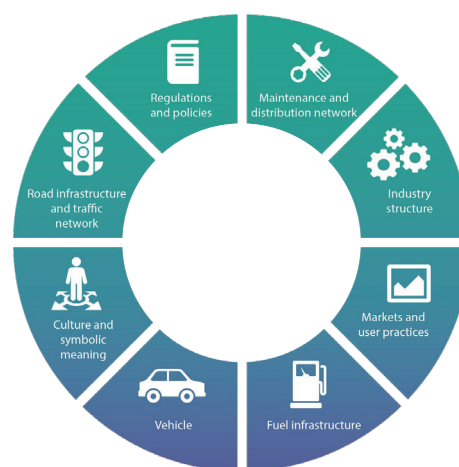 Regulations
and policies
Maintenance and
distribution network
Industry
structure
Markets and
user practices
Fuel infrastructure
Vehicle
Culture and
symbolic
meaning
Road infrastructure
and traffic
network